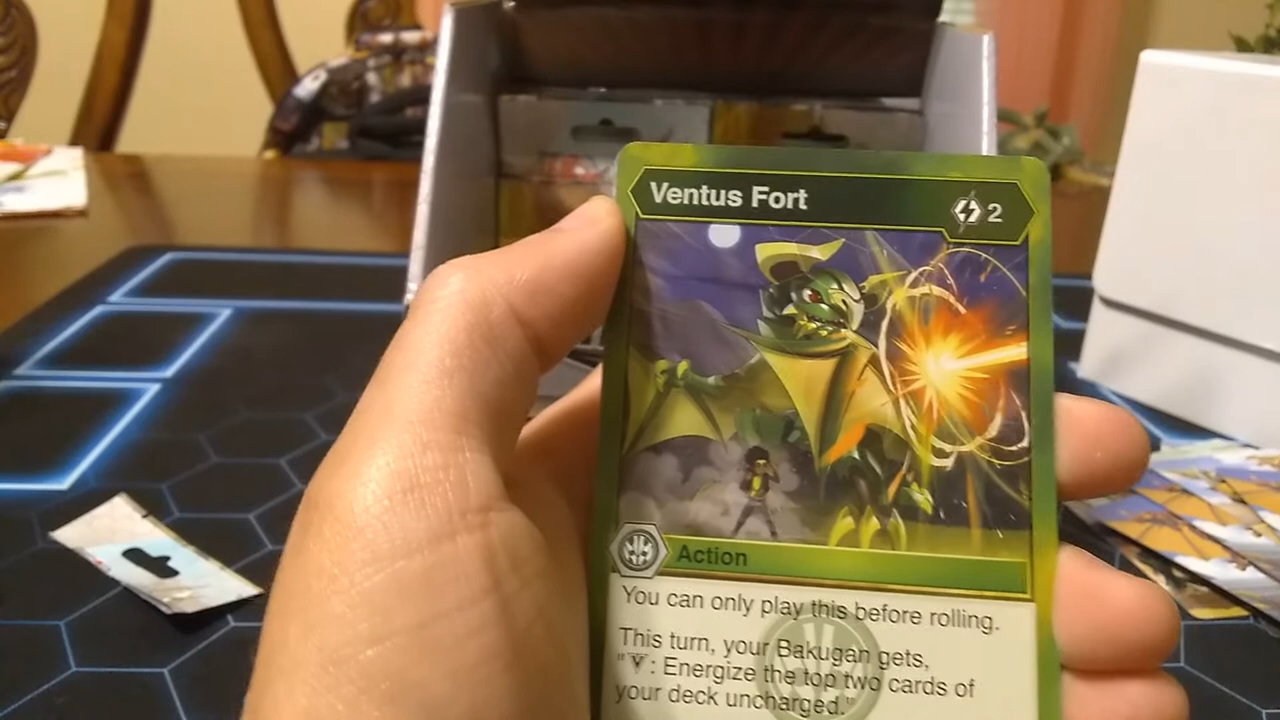 Ventus Fort
2
Action
You can only play this before rolling.
This turn, your Bakugan gets,
": Energize the top two cards of
your deck uncharged."